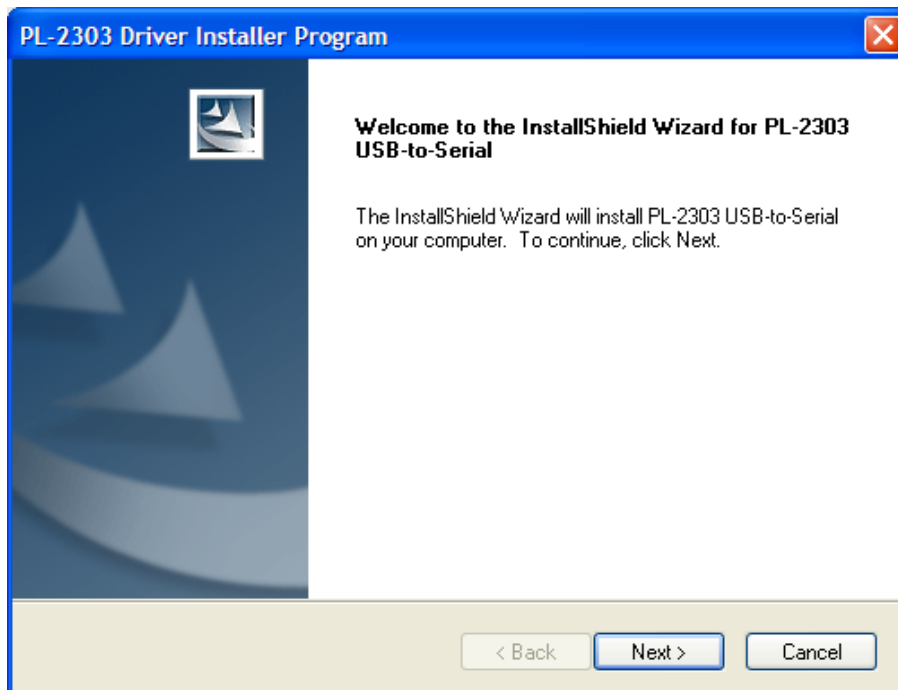 PL-2303 Driver Installer Program
Welcome to the InstallShield Wizard for PL-2303
USB-to-Serial
The InstallShield Wizard will install PL-2303 USB-to-Serial
on your computer.  To continue, click Next.
< Back Next > Cancel